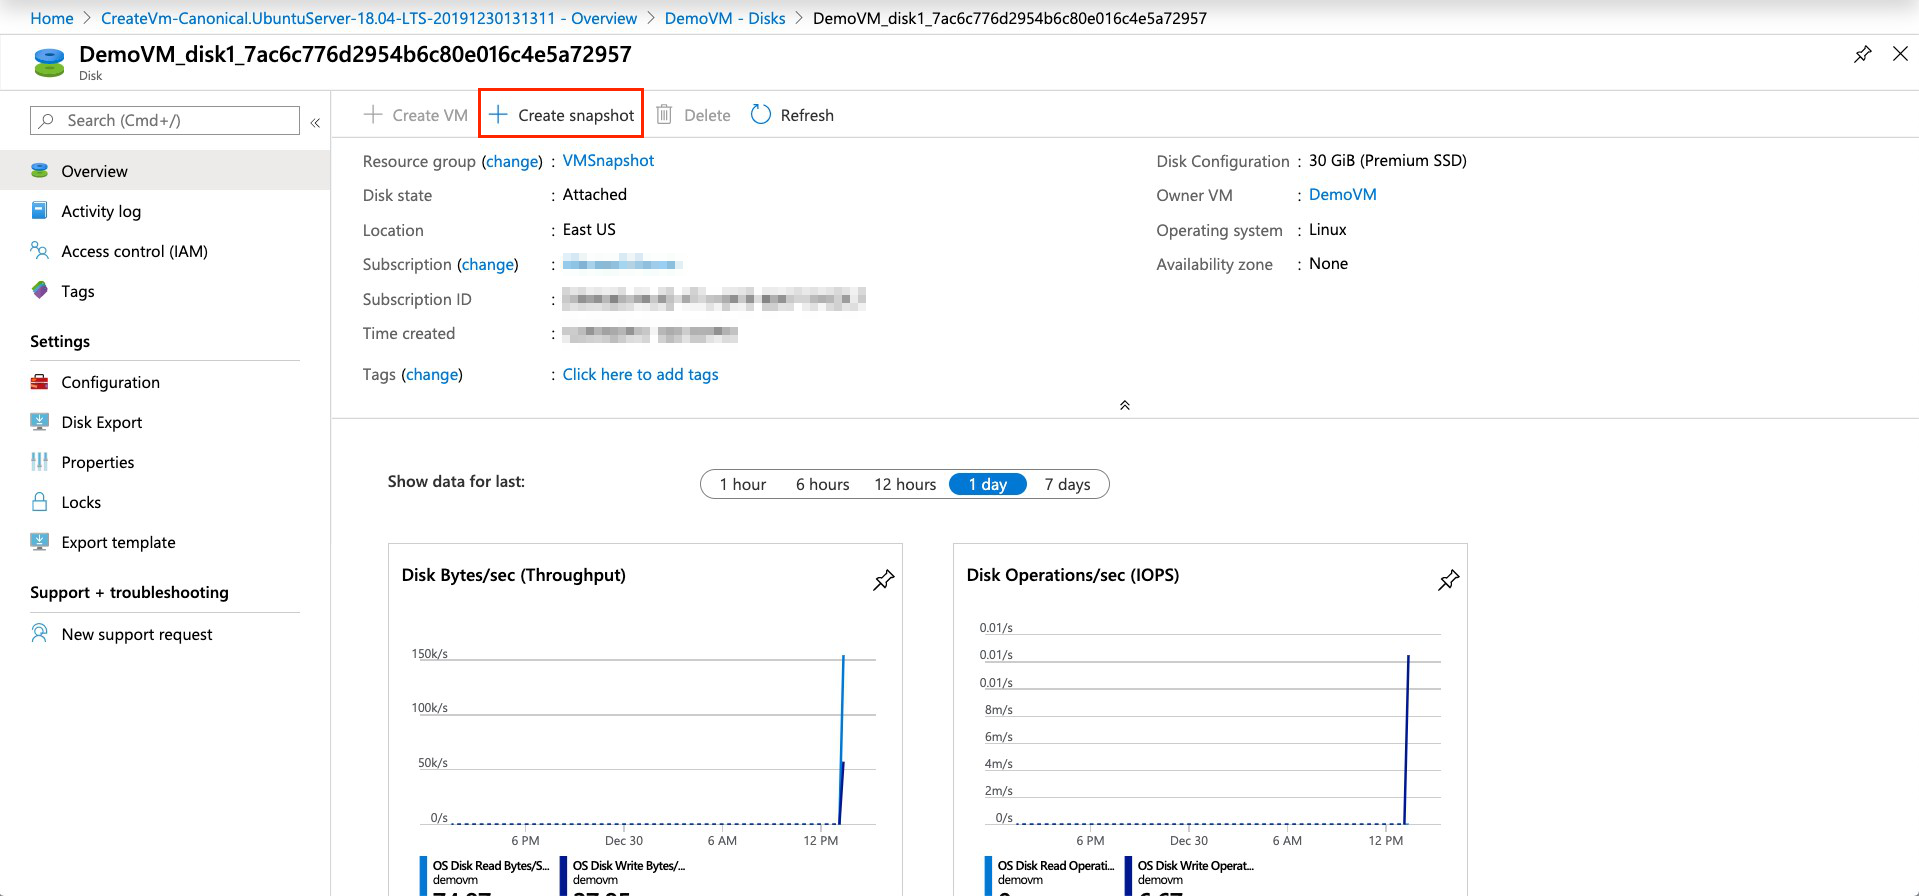 Home > CreateVm-Canonical.UbuntuServer-18.04-LTS-20191230131311 - Overview > DemoVM - Disks > DemoVM_disk1_7ac6c776d2954b6c80e016c4e5a72957
DemoVM_disk1_7ac6c776d2954b6c80e016c4e5a72957
Disk
Search (Cmd+/)
«
Create VM
Create snapshot
Delete
Refresh
Overview
Activity log
Access control (IAM)
Tags
Settings
Configuration
Disk Export
Properties
Locks
Export template
Support + troubleshooting
New support request
Resource group (change) : VMSnapshot
Disk state : Attached
Location : East US
Subscription (change) :
Subscription ID :
Time created :
Tags (change) : Click here to add tags
Disk Configuration : 30 GiB (Premium SSD)
Owner VM : DemoVM
Operating system : Linux
Availability zone : None
Show data for last:
1 hour 6 hours 12 hours 1 day 7 days
Disk Bytes/sec (Throughput)
150k/s
100k/s
50k/s
0/s
6 PM Dec 30 6 AM 12 PM
OS Disk Read Bytes/S... OS Disk Write Bytes/...
demovm demovm
Disk Operations/sec (IOPS)
0.01/s
0.01/s
0.01/s
8m/s
6m/s
4m/s
2m/s
0/s
6 PM Dec 30 6 AM 12 PM
OS Disk Read Operati... OS Disk Write Operat...
demovm demovm